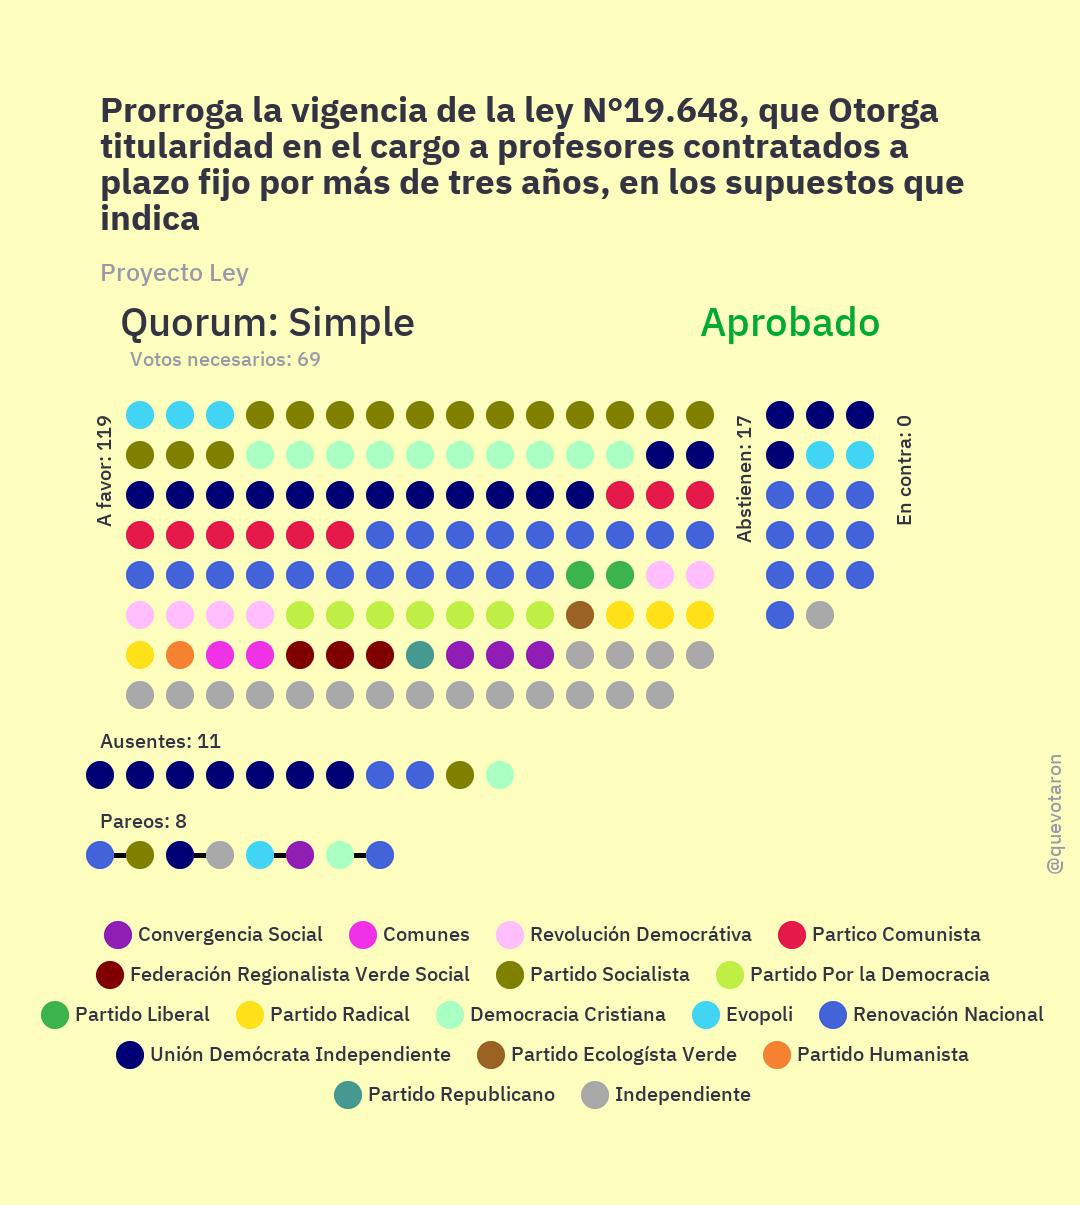 Prorroga la vigencia de la ley N°19.648, que Otorga
titularidad en el cargo a profesores contratados a
plazo fijo por más de tres años, en los supuestos que
indica
Proyecto Ley
Quorum: Simple
Aprobado
Votos necesarios: 69
A favor: 119
Abstienen: 17
En contra: 0
Ausentes: 11
Pareos: 8
@quevotaron
Convergencia Social
Comunes
Revolución Democrátiva
Partico Comunista
Federación Regionalista Verde Social
Partido Socialista
Partido Por la Democracia
Partido Liberal
Partido Radical
Democracia Cristiana
Evopoli
Renovación Nacional
Unión Demócrata Independiente
Partido Ecologísta Verde
Partido Humanista
Partido Republicano
Independiente